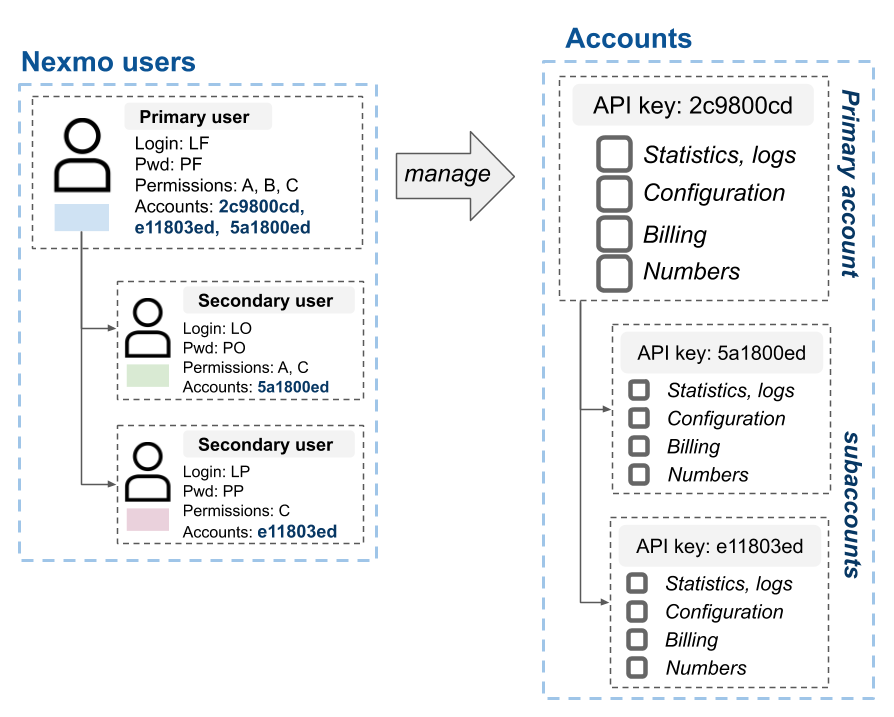 Nexmo users
Primary user
Login: LF
Pwd: PF
Permissions: A, B, C
Accounts: 2c9800cd,
e11803ed, 5a1800ed
Secondary user
Login: LO
Pwd: PO
Permissions: A, C
Accounts: 5a1800ed
Secondary user
Login: LP
Pwd: PP
Permissions: C
Accounts: e11803ed
manage
Accounts
API key: 2c9800cd
Statistics, logs
Configuration
Billing
Numbers
Primary account
API key: 5a1800ed
Statistics, logs
Configuration
Billing
Numbers
API key: e11803ed
Statistics, logs
Configuration
Billing
Numbers
subaccounts